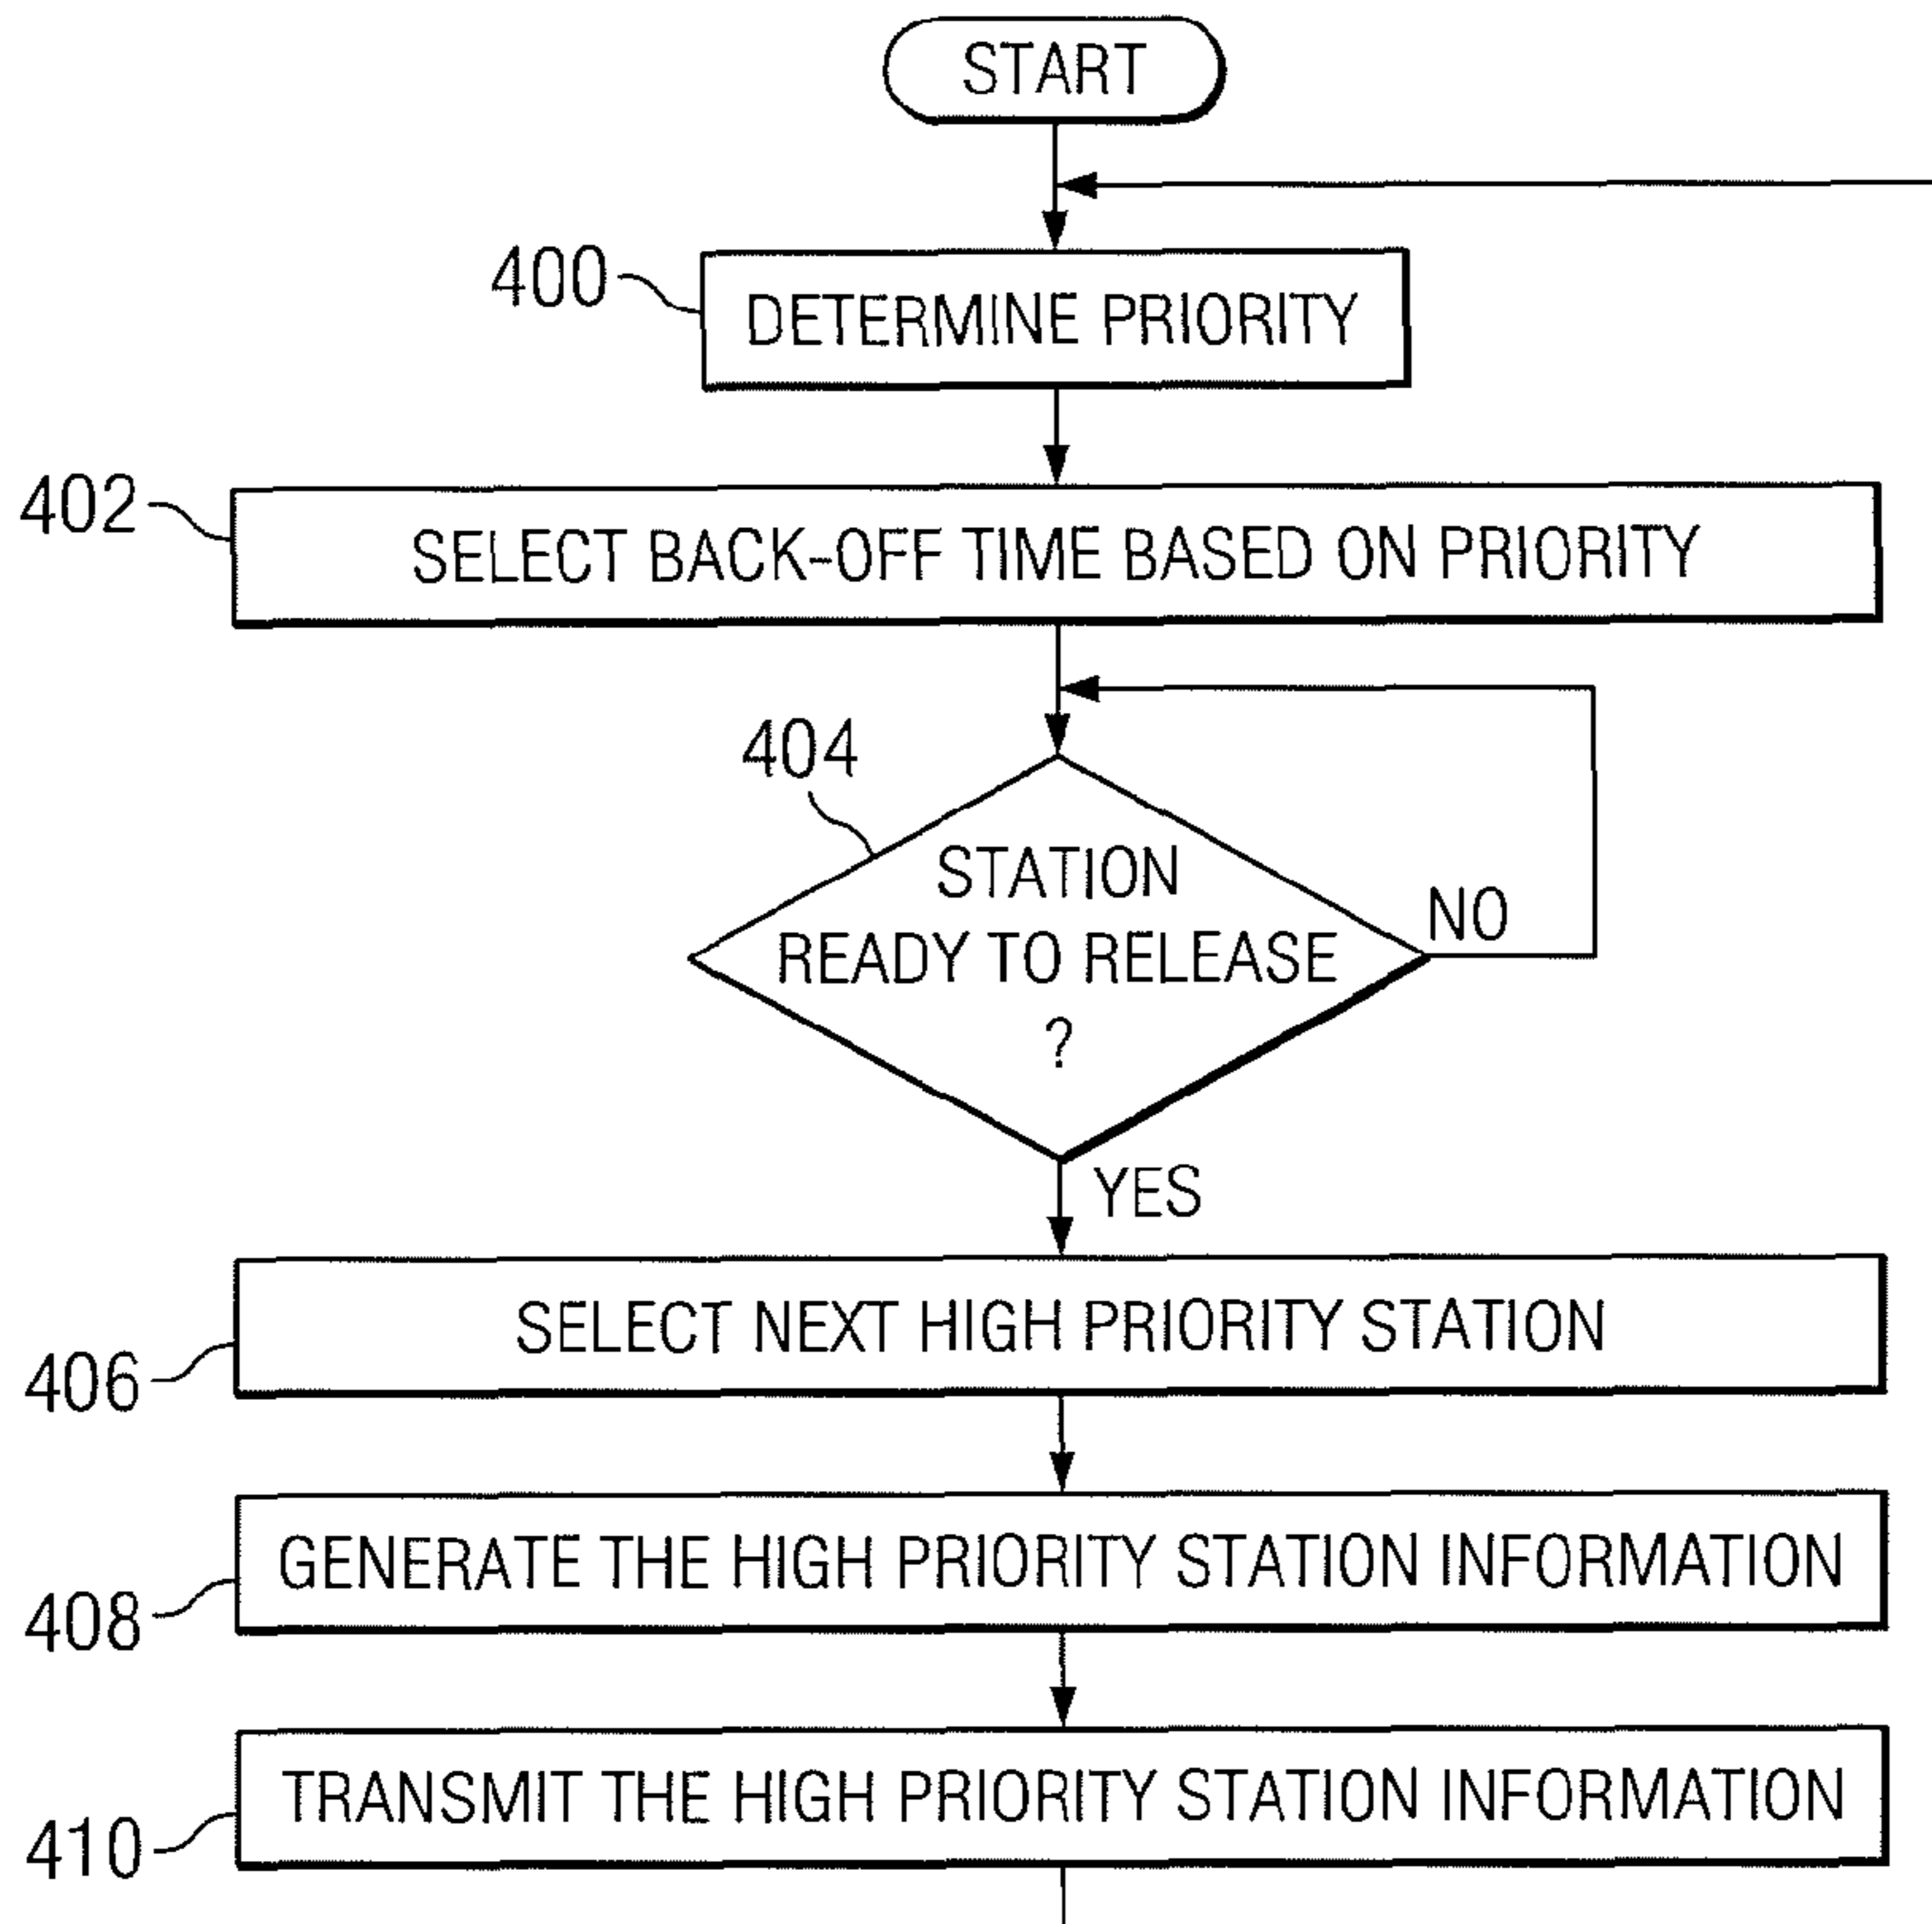 START
400
DETERMINE PRIORITY
402
SELECT BACK-OFF TIME BASED ON PRIORITY
404
STATION
READY TO RELEASE
?
NO
YES
SELECT NEXT HIGH PRIORITY STATION
406
GENERATE THE HIGH PRIORITY STATION INFORMATION
408
TRANSMIT THE HIGH PRIORITY STATION INFORMATION
410